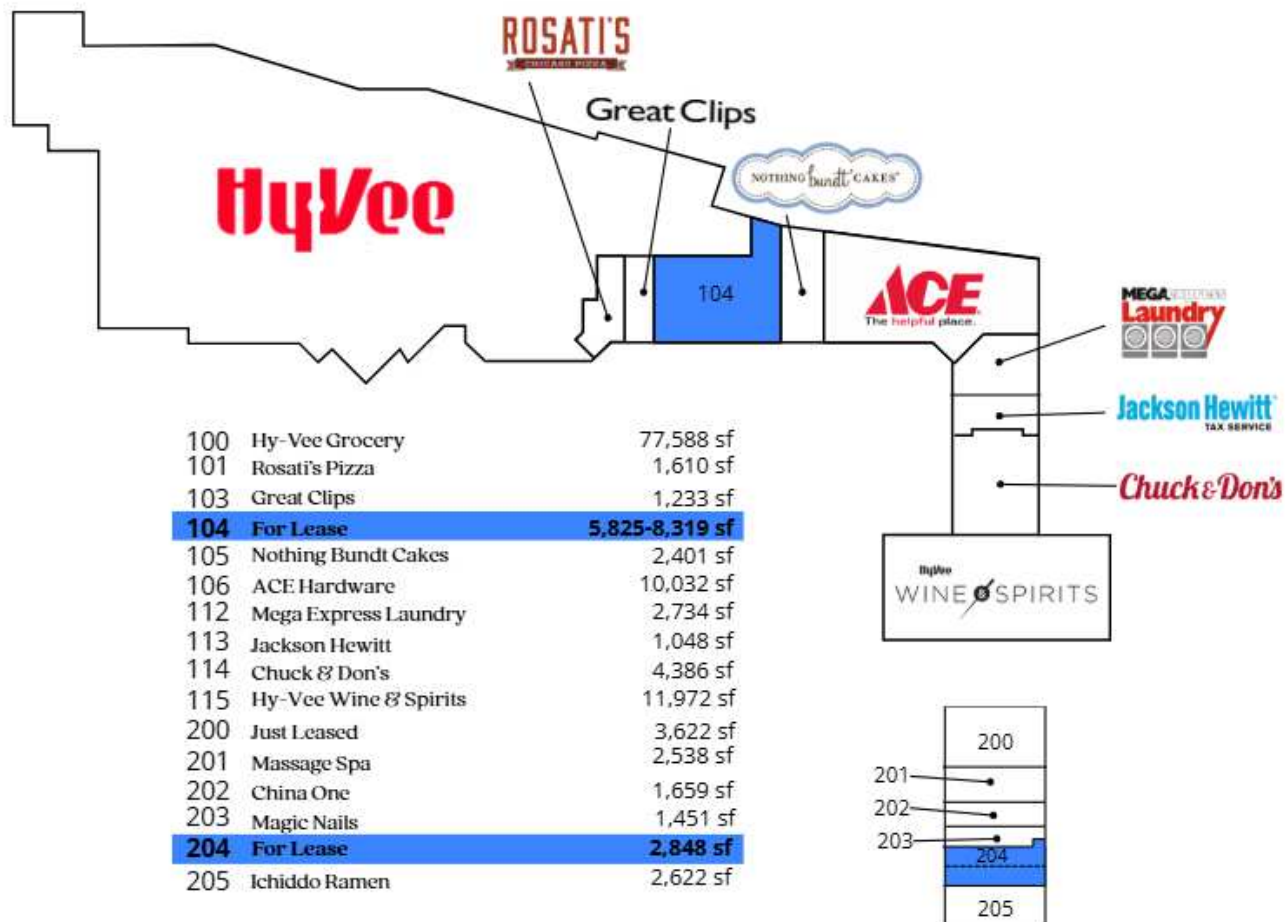 ROSATI'S
CHICAGO PIZZA
Great Clips
NOTHING bundt CAKES
HyVee
104
ACE
The helpful place.
MEGA EXPRESS
Laundry
Jackson Hewitt
TAX SERVICE
Chuck & Don's
HyVee
WINE & SPIRITS
100 Hy-Vee Grocery 77,588 sf
101 Rosati's Pizza 1,610 sf
103 Great Clips 1,233 sf
104 For Lease 5,825-8,319 sf
105 Nothing Bundt Cakes 2,401 sf
106 ACE Hardware 10,032 sf
112 Mega Express Laundry 2,734 sf
113 Jackson Hewitt 1,048 sf
114 Chuck & Don's 4,386 sf
115 Hy-Vee Wine & Spirits 11,972 sf
200 Just Leased 3,622 sf
201 Massage Spa 2,538 sf
202 China One 1,659 sf
203 Magic Nails 1,451 sf
204 For Lease 2,848 sf
205 Ichiddo Ramen 2,622 sf
200
201
202
203
204
205